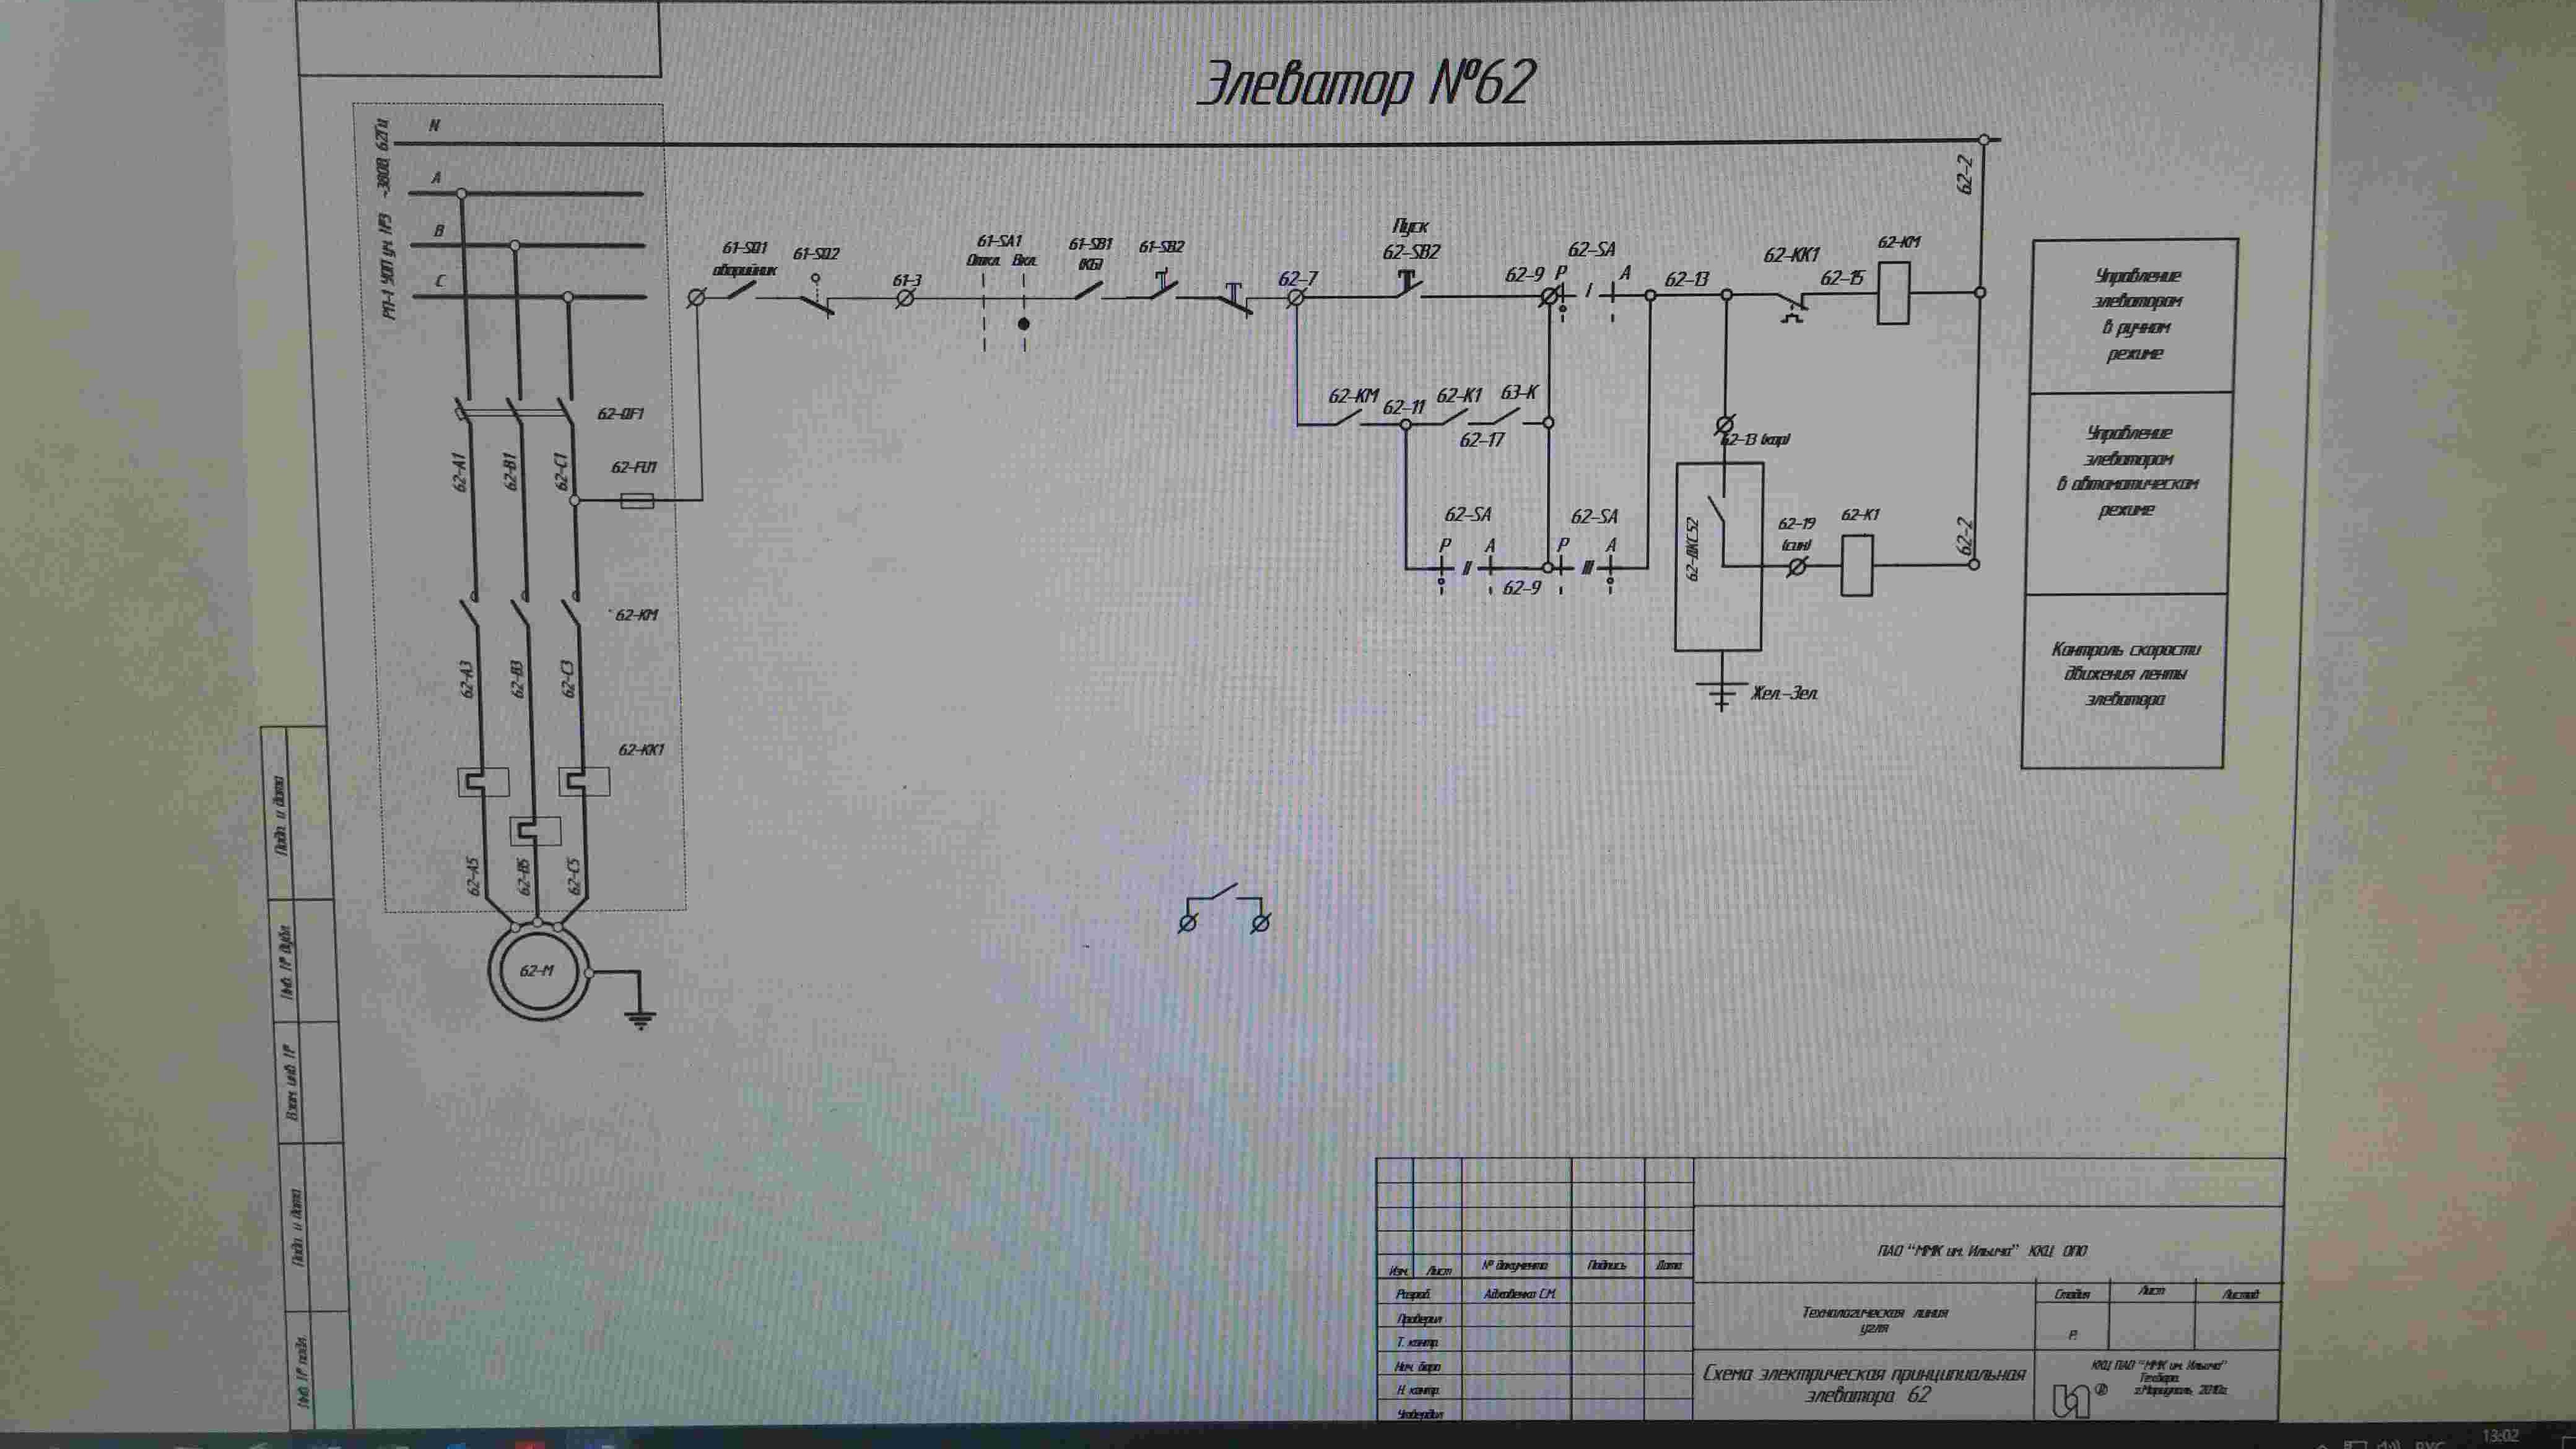 Элеватор №62
N
A
B
C
РП-1 УОП уч. №3 ~380В, 62Гц
62-QF1
62-A1
62-B1
62-C1
62-FU1
62-KM
62-A3
62-B3
62-C3
62-KK1
62-A5
62-B5
62-C5
62-M
61-SQ1
аварийник
61-SQ2
61-3
61-SA1
Откл. Вкл.
61-SB1
(КБ)
61-SB2
62-7
Пуск
62-SB2
62-9
62-SA
P I A
62-13
62-KK1
62-15
62-KM
62-2
62-KM
62-11
62-K1
63-K
62-17
62-SA
P II A
62-9
62-SA
P III A
62-13 (кор)
62-ДКС52
62-19
(син)
62-K1
62-2
Жел.-Зел.
Управление
элеватором
в ручном
режиме
Управление
элеватором
в автоматическом
режиме
Контроль скорости
движения ленты
элеватора
Подп. и дата
Инв. № дубл.
Взам. инв. №
Подп. и дата
Инв. № подл.
Изм. Лист № документа Подпись Дата
Разраб.
Проверил
Т. контр.
Нач. бюро
Н. контр.
Утвердил
ПАО "ММК им. Ильича" ККЦ ОПО
Технологическая линия
угля
Стадия Лист Листов
Р.
Схема электрическая принципиальная
элеватора 62
ККЦ ПАО "ММК им. Ильича"
Техбюро.
13:02
РУС